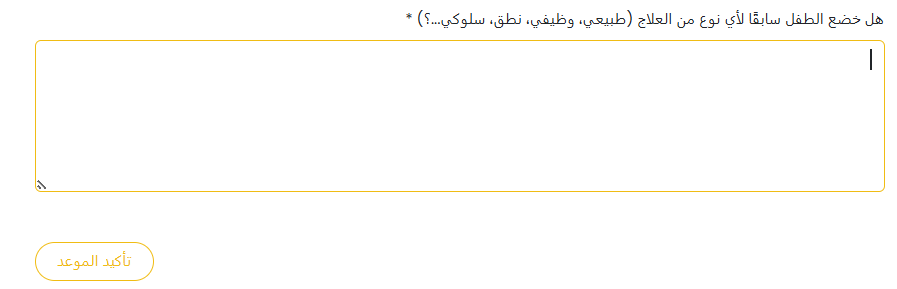 هل خضع الطفل سابقًا لأي نوع من العلاج (طبيعي، وظيفي، نطق، سلوكي...؟) *
تأكيد الموعد